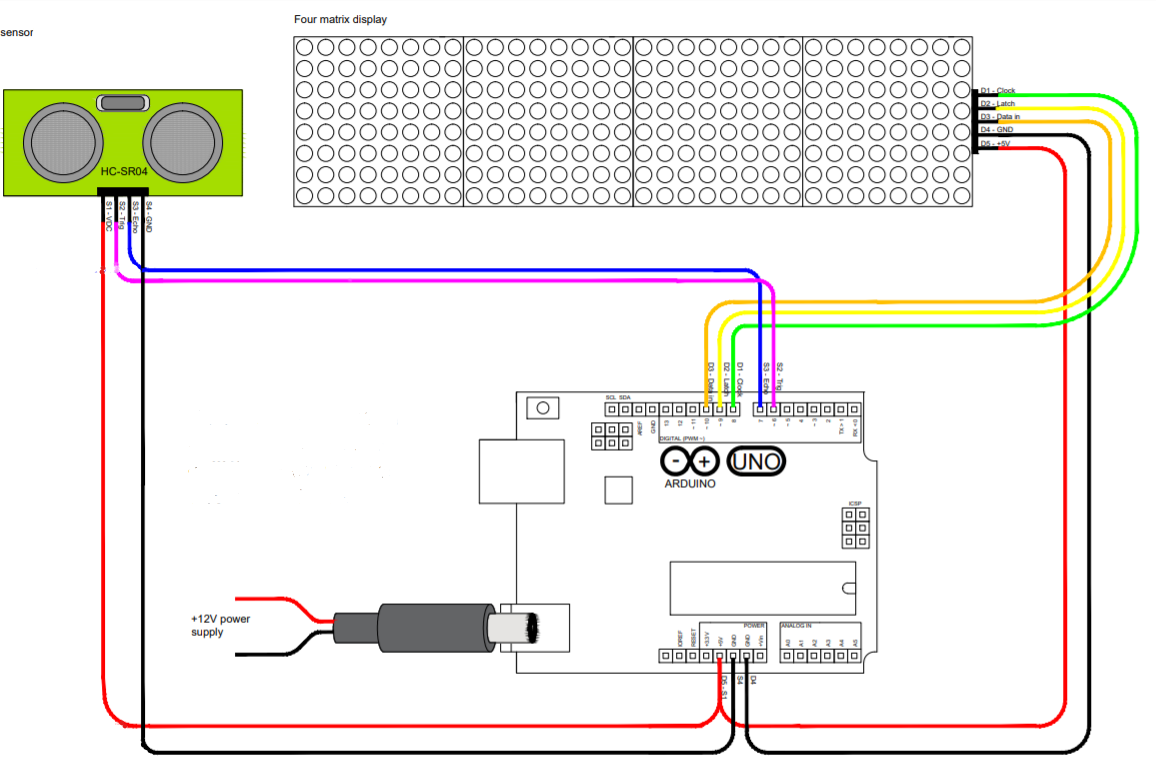 Four matrix display
sensor
D1 - Clock
D2 - Latch
D3 - Data in
D4 - GND
D5 - +5V
HC-SR04
S1 - VDC
S2 - Trig
S3 - Echo
S4 - GND
D3 - Data in
D2 - Latch
D1 - Clock
S3 - Echo
S2 - Trig
SCL SDA
AREF
GND
13
12
~ 11
~ 10
~ 9
8
7
~ 6
~ 5
4
~ 3
2
TX • 1
RX • 0
DIGITAL (PWM ~)
- +
UNO
ARDUINO
ICSP
+12V power
supply
POWER
ANALOG IN
IOREF
RESET
+3.3 V
+5V
GND
GND
+Vin
A0
A1
A2
A3
A4
A5
D5 - S1
S4
D4